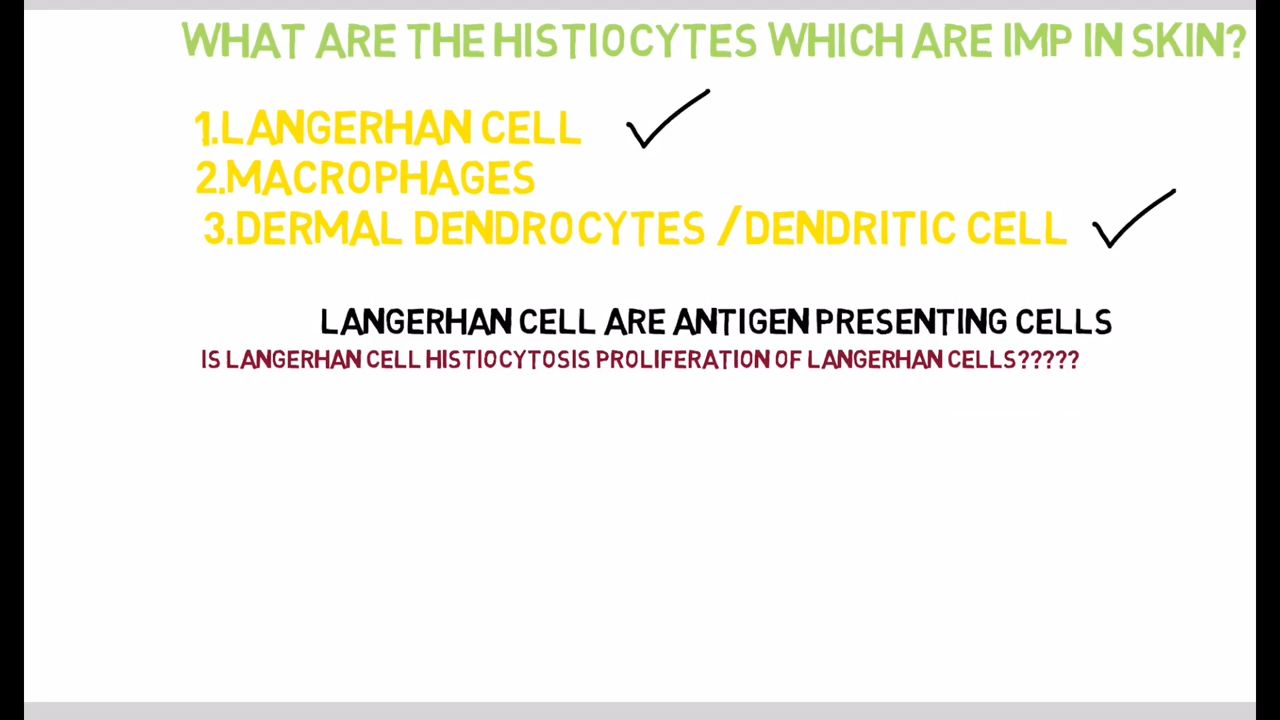 WHAT ARE THE HISTIOCYTES WHICH ARE IMP IN SKIN?
1.LANGERHAN CELL
2.MACROPHAGES
3.DERMAL DENDROCYTES /DENDRITIC CELL
LANGERHAN CELL ARE ANTIGEN PRESENTING CELLS
IS LANGERHAN CELL HISTIOCYTOSIS PROLIFERATION OF LANGERHAN CELLS?????